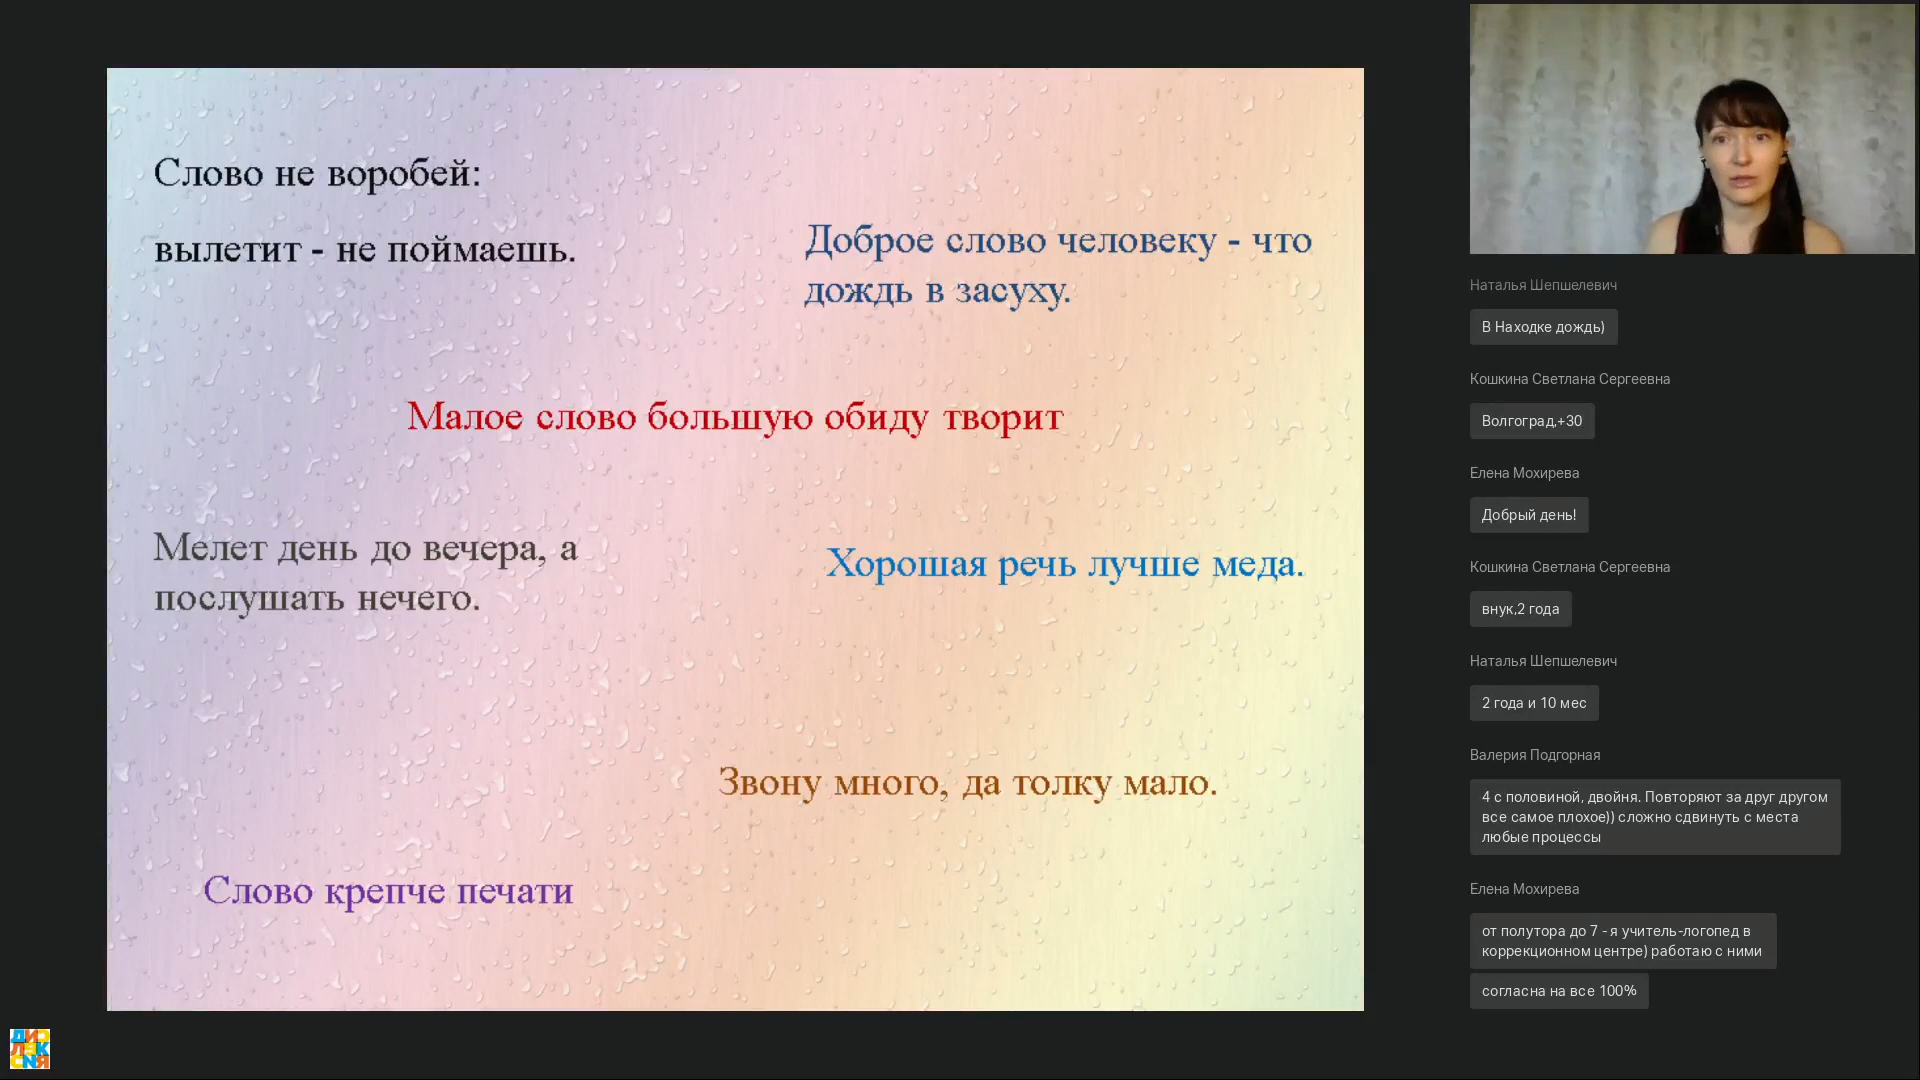 Слово не воробей:
вылетит - не поймаешь.
Доброе слово человеку - что
дождь в засуху.
Малое слово большую обиду творит
Мелет день до вечера, а
послушать нечего.
Хорошая речь лучше меда.
Звону много, да толку мало.
Слово крепче печати
Наталья Шепшелевич
В Находке дождь)
Кошкина Светлана Сергеевна
Волгоград,+30
Елена Мохирева
Добрый день!
Кошкина Светлана Сергеевна
внук,2 года
Наталья Шепшелевич
2 года и 10 мес
Валерия Подгорная
4 с половиной, двойня. Повторяют за друг другом
все самое плохое)) сложно сдвинуть с места
любые процессы
Елена Мохирева
от полутора до 7 - я учитель-логопед в
коррекционном центре) работаю с ними
согласна на все 100%